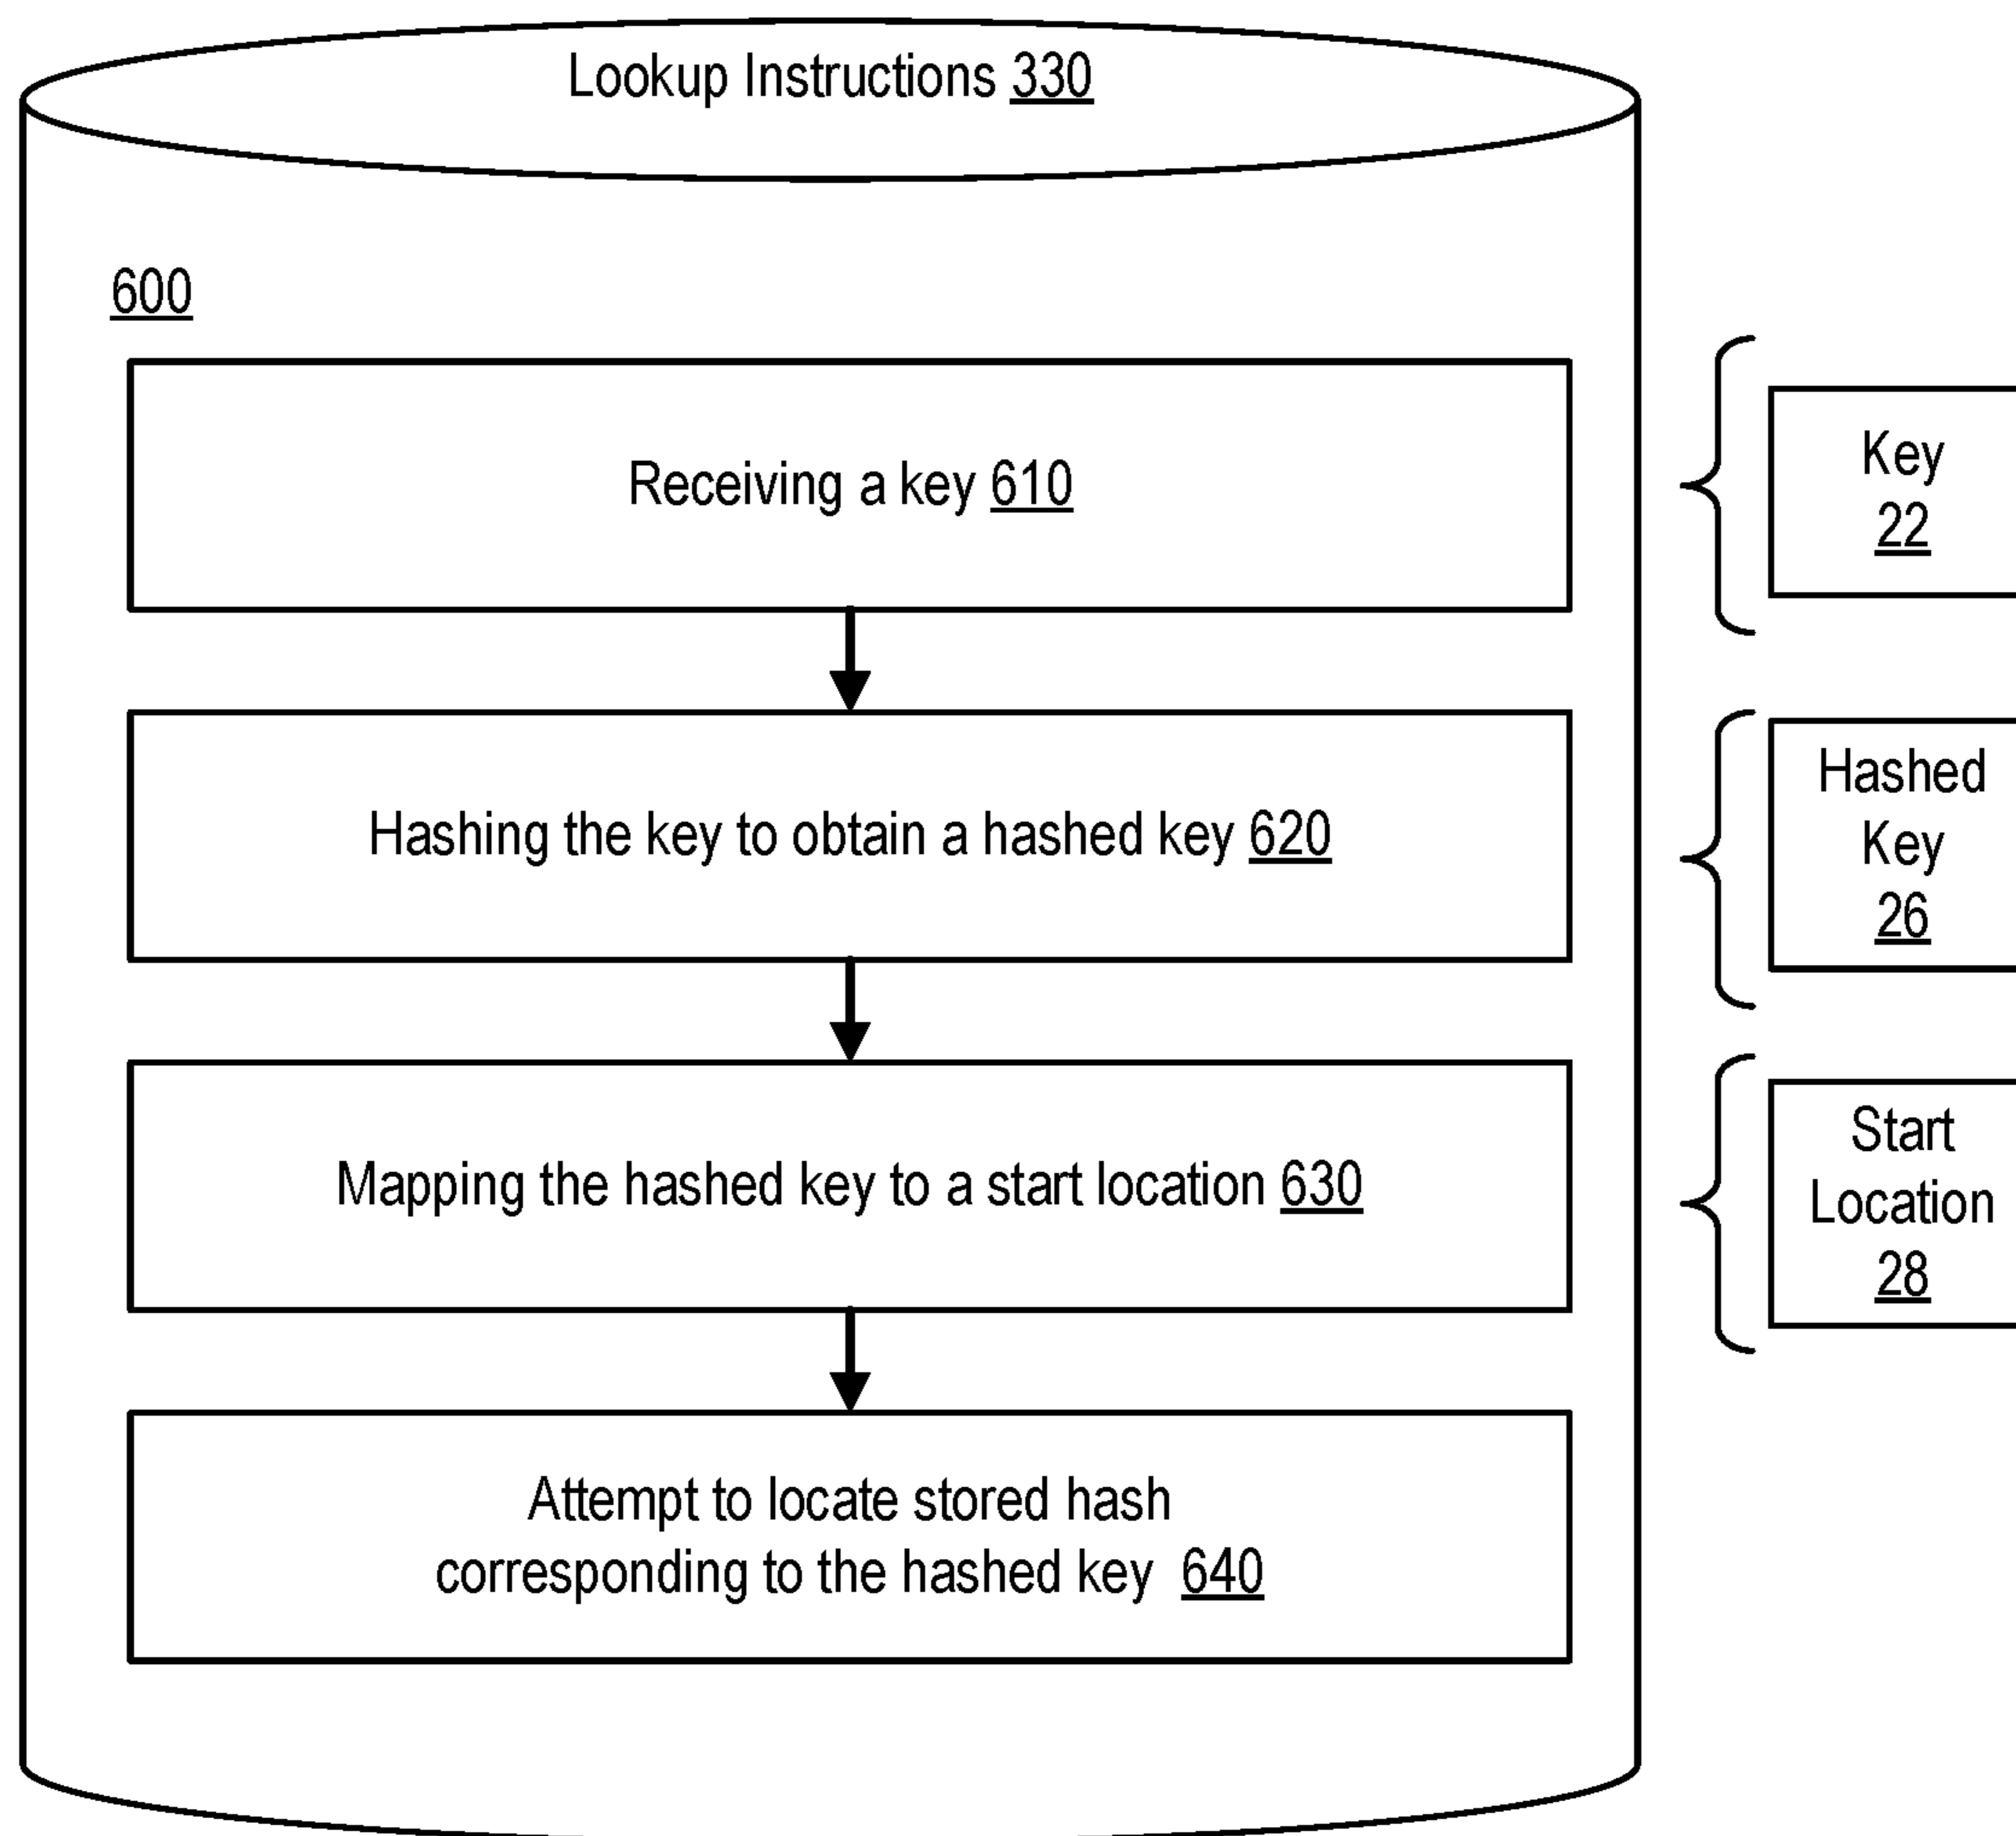 Lookup Instructions 330
600
Receiving a key 610
Key
22
Hashing the key to obtain a hashed key 620
Hashed
Key
26
Mapping the hashed key to a start location 630
Start
Location
28
Attempt to locate stored hash
corresponding to the hashed key 640